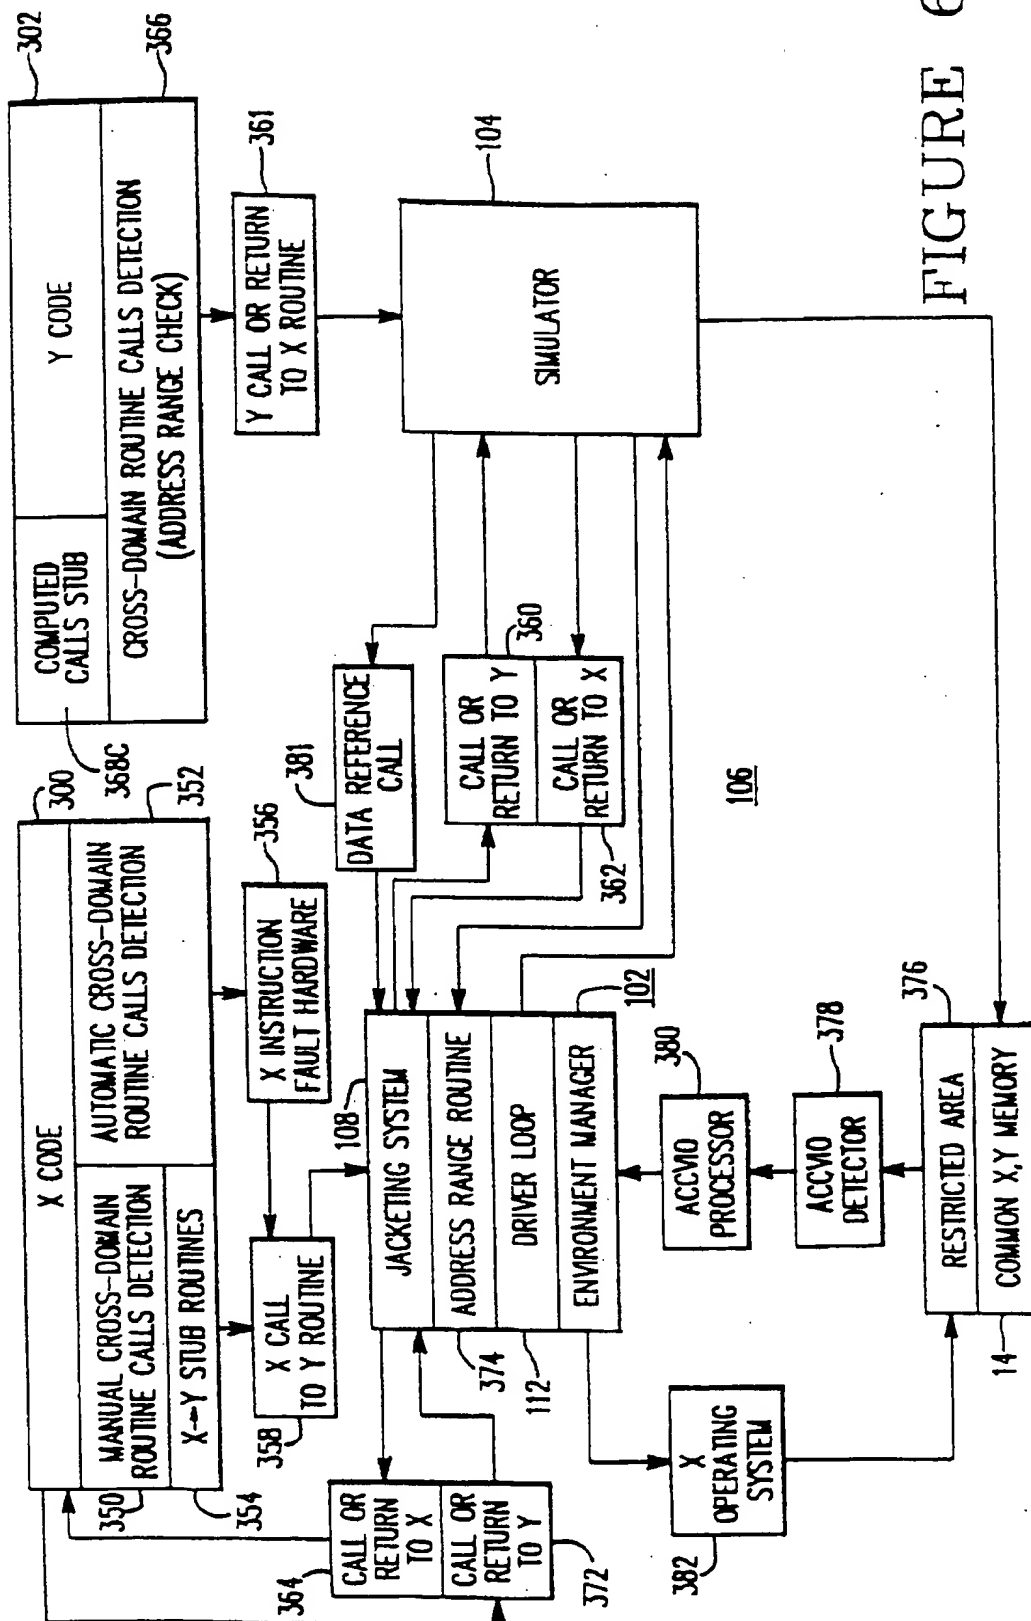 302
366
Y CODE
COMPUTED
CALLS STUB
CROSS-DOMAIN ROUTINE CALLS DETECTION
(ADDRESS RANGE CHECK)
368C
300
352
X CODE
AUTOMATIC CROSS-DOMAIN
ROUTINE CALLS DETECTION
MANUAL CROSS-DOMAIN
ROUTINE CALLS DETECTION
X↔Y STUB ROUTINES
350
354
361
Y CALL OR RETURN
TO X ROUTINE
356
X INSTRUCTION
FAULT HARDWARE
X CALL
TO Y ROUTINE
358
104
SIMULATOR
381
DATA REFERENCE
CALL
360
CALL OR
RETURN TO Y
CALL OR
RETURN TO X
362
108
JACKETING SYSTEM
ADDRESS RANGE ROUTINE
DRIVER LOOP
ENVIRONMENT MANAGER
102
374
112
364
CALL OR
RETURN
TO X
CALL OR
RETURN
TO Y
372
X
OPERATING
SYSTEM
382
380
ACCVIO
PROCESSOR
378
ACCVIO
DETECTOR
376
RESTRICTED AREA
COMMON X,Y MEMORY
14
106
FIGURE 6